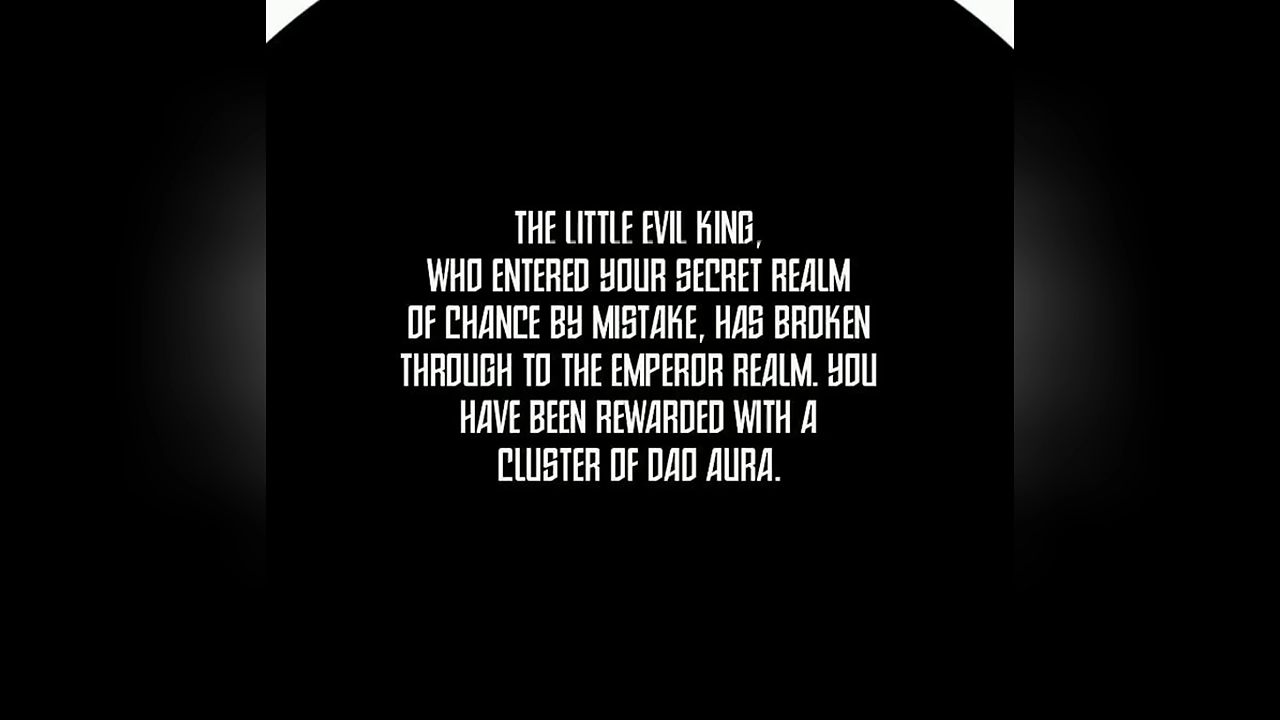 THE LITTLE EVIL KING,
WHO ENTERED YOUR SECRET REALM
OF CHANCE BY MISTAKE, HAS BROKEN
THROUGH TO THE EMPEROR REALM. YOU
HAVE BEEN REWARDED WITH A
CLUSTER OF DAO AURA.